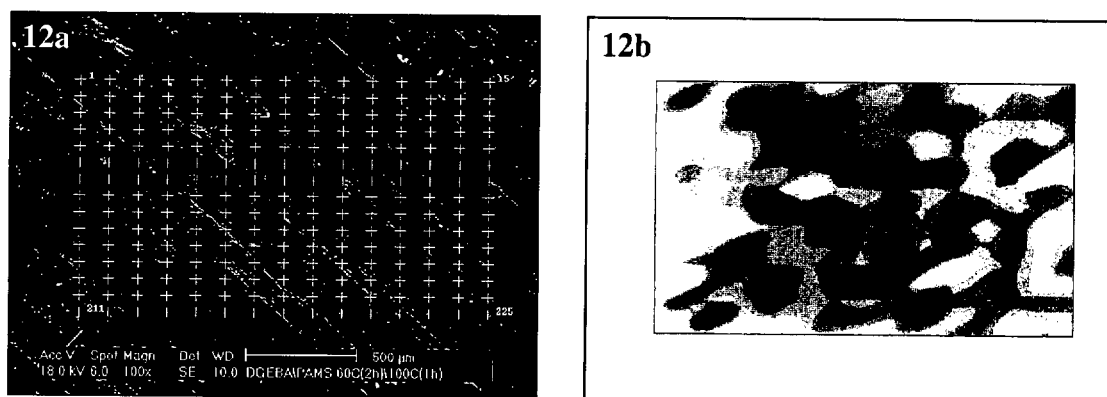 12a
1 15
211 225
Acc.V Spot Magn Det WD 500 µm
18.0 kV 6.0 100x SE 10.0 DGEBA\PAMS 60C(2h)\100C(1h)
12b